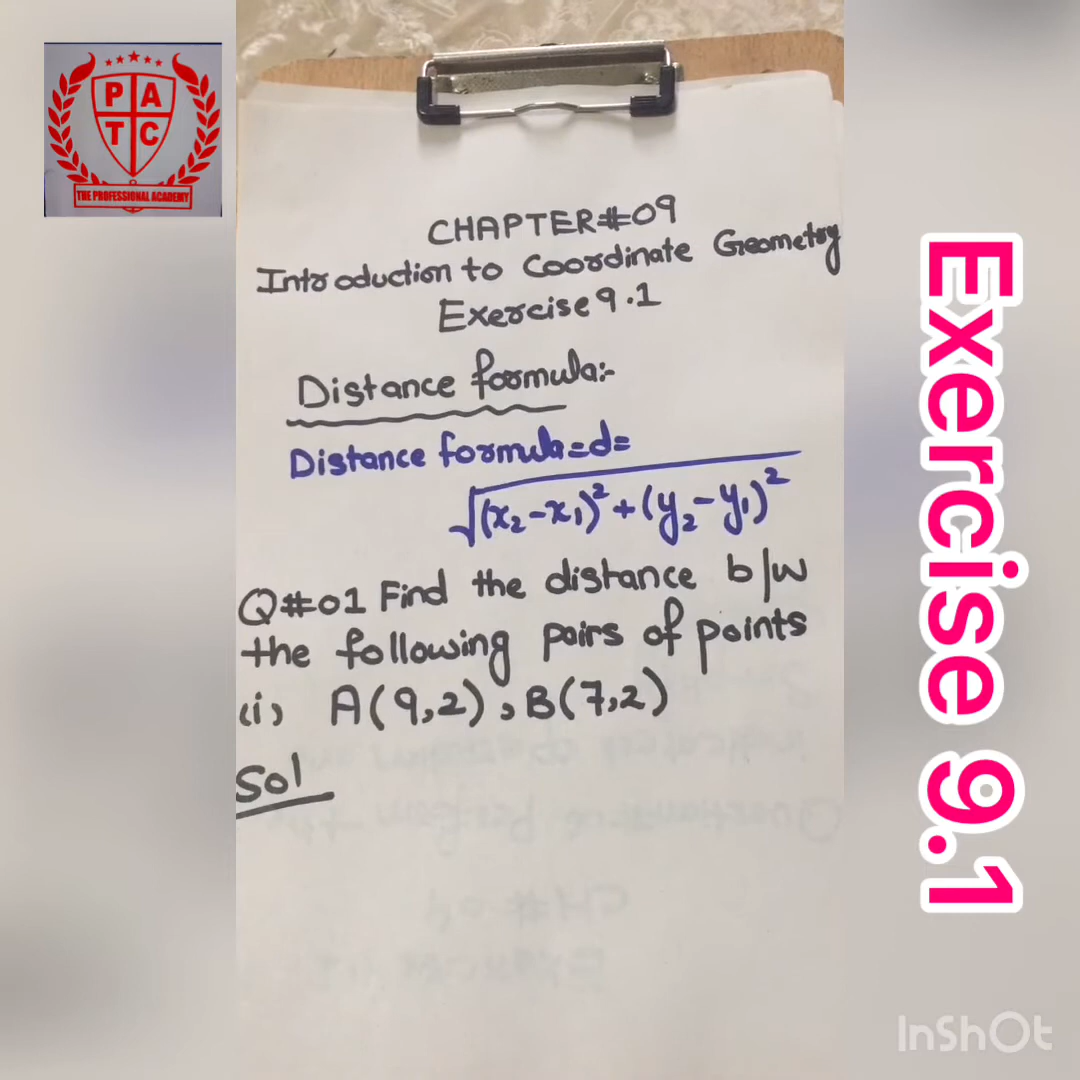 P A
T C
THE PROFESSIONAL ACADEMY
CHAPTER#09
Introduction to Coordinate Geometry
Exercise 9.1
Distance formula:-
Distance formula=d=
√(x₂-x₁)²+(y₂-y₁)²
Q#01 Find the distance b/w
the following pairs of points
(i) A(9,2), B(7,2)
Sol
Exercise 9.1
InShOt